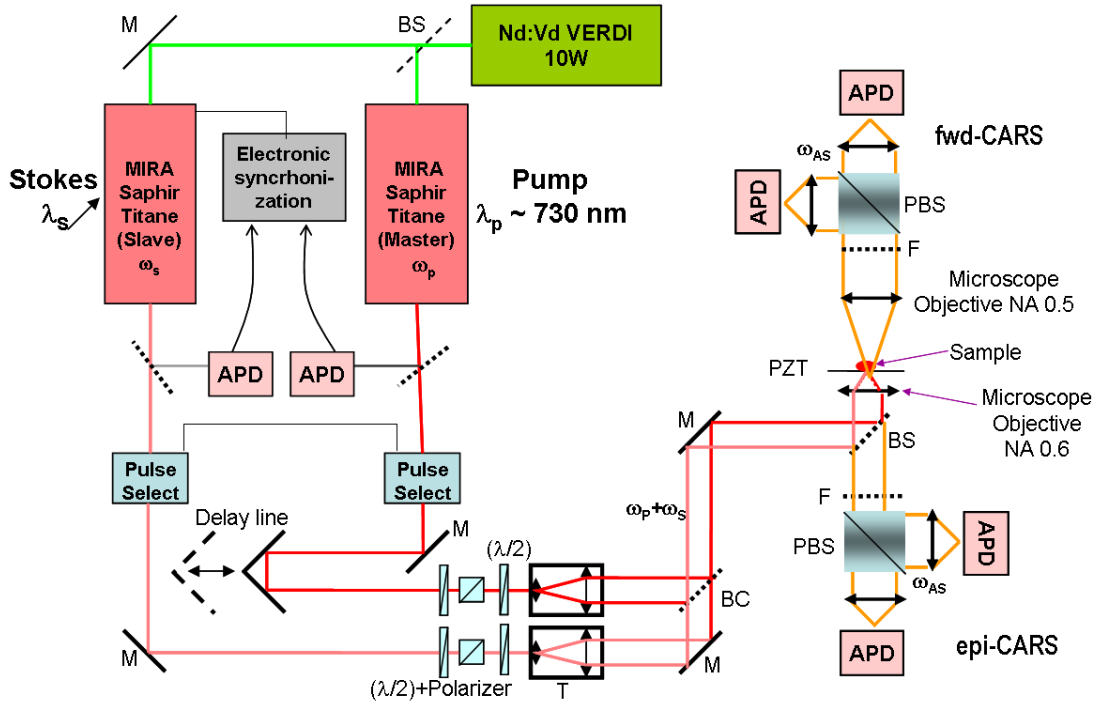 M
BS
Nd:Vd VERDI
10W
MIRA
Saphir
Titane
(Slave)
ωs
Electronic
syncrhoni-
zation
MIRA
Saphir
Titane
(Master)
ωp
Stokes
λs
Pump
λp ~ 730 nm
APD
APD
Pulse
Select
Pulse
Select
Delay line
M
(λ/2)
M
(λ/2)+Polarizer
T
M
BC
M
ωP+ωS
APD
fwd-CARS
ωAS
APD
PBS
F
Microscope
Objective NA 0.5
Sample
PZT
Microscope
Objective
NA 0.6
BS
F
PBS
APD
ωAS
APD
epi-CARS